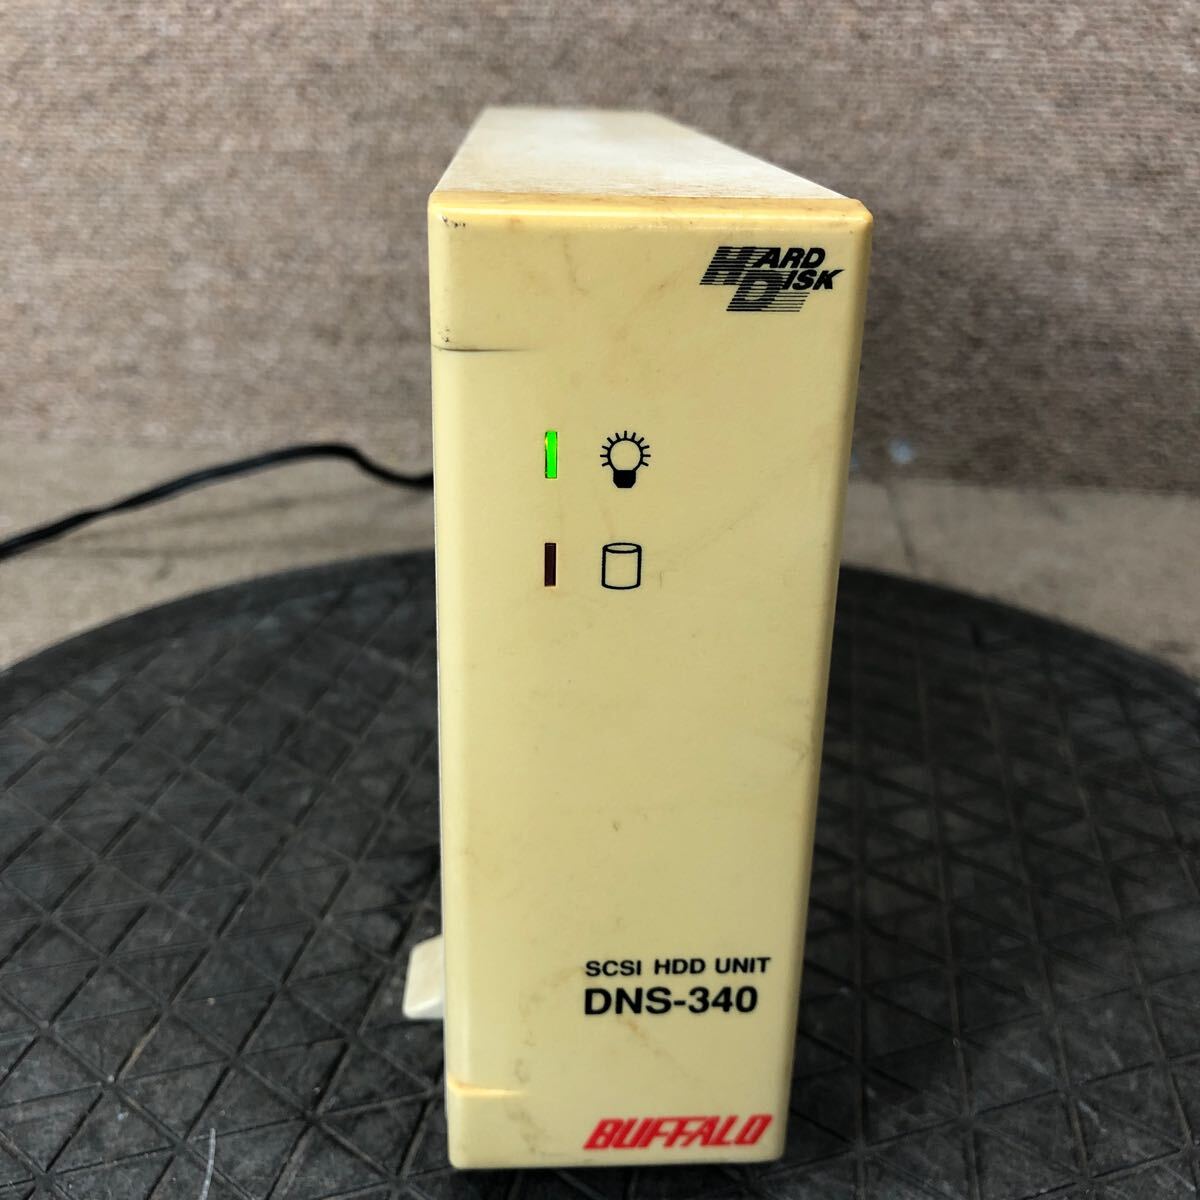 HARD
DISK
SCSI HDD UNIT
DNS-340
BUFFALO